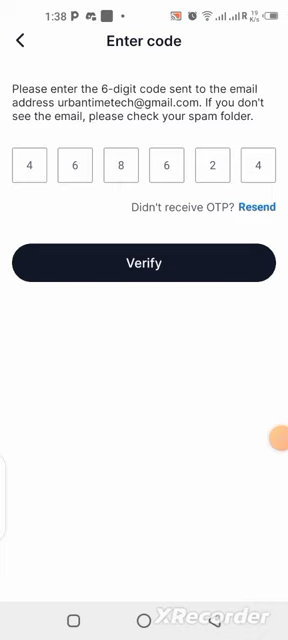 1:38
Enter code
Please enter the 6-digit code sent to the email
address urbantimetech@gmail.com. If you don't
see the email, please check your spam folder.
4 6 8 6 2 4
Didn't receive OTP? Resend
Verify
XRecorder